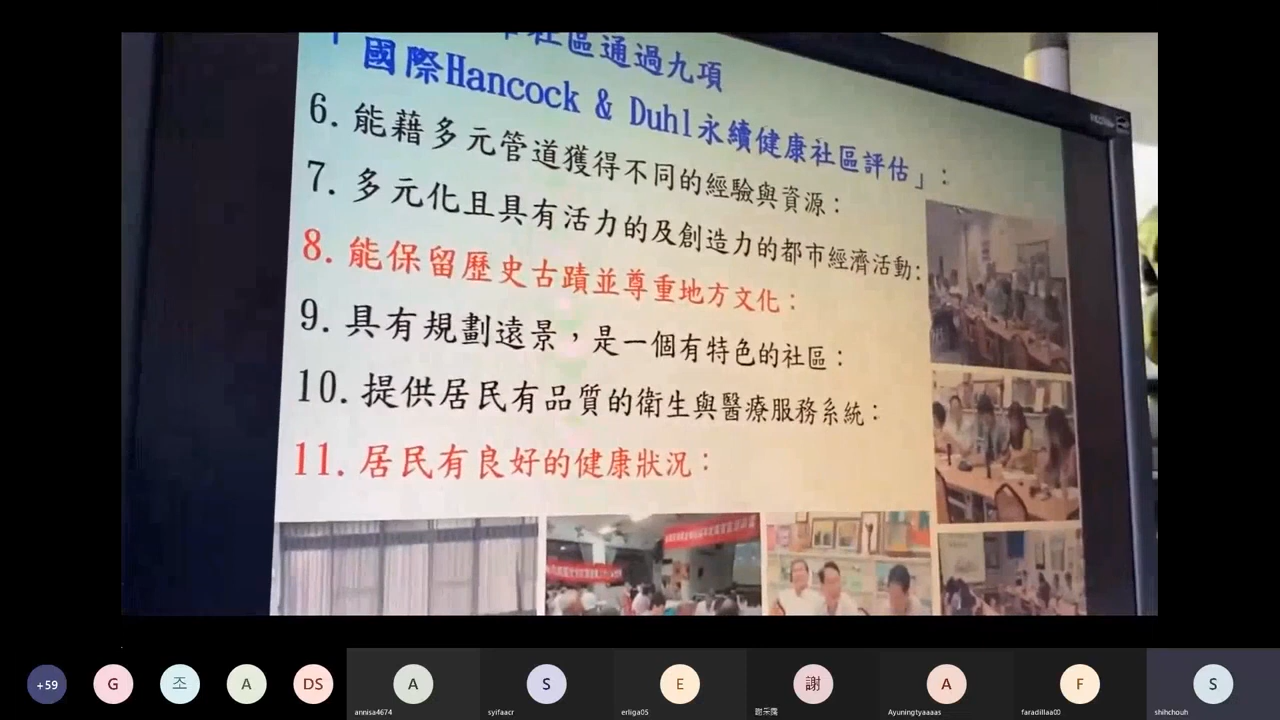 社區通過九項
國際Hancock & Duhl永續健康社區評估」：
6. 能藉多元管道獲得不同的經驗與資源：
7. 多元化且具有活力的及創造力的都市經濟活動：
8. 能保留歷史古蹟並尊重地方文化：
9. 具有規劃遠景，是一個有特色的社區：
10. 提供居民有品質的衛生與醫療服務系統：
11. 居民有良好的健康狀況：
+59
G
조
A
DS
A
S
E
謝
A
F
S
annisa4674
syifaacr
erliga05
Ayuningtyaaaas
faradillaa00
shihchouh